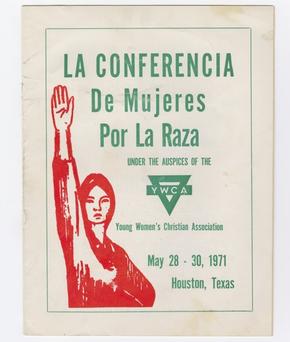 LA CONFERENCIA
De Mujeres
Por La Raza
UNDER THE AUSPICES OF THE
YWCA
Young Women's Christian Association
May 28 - 30, 1971
Houston, Texas